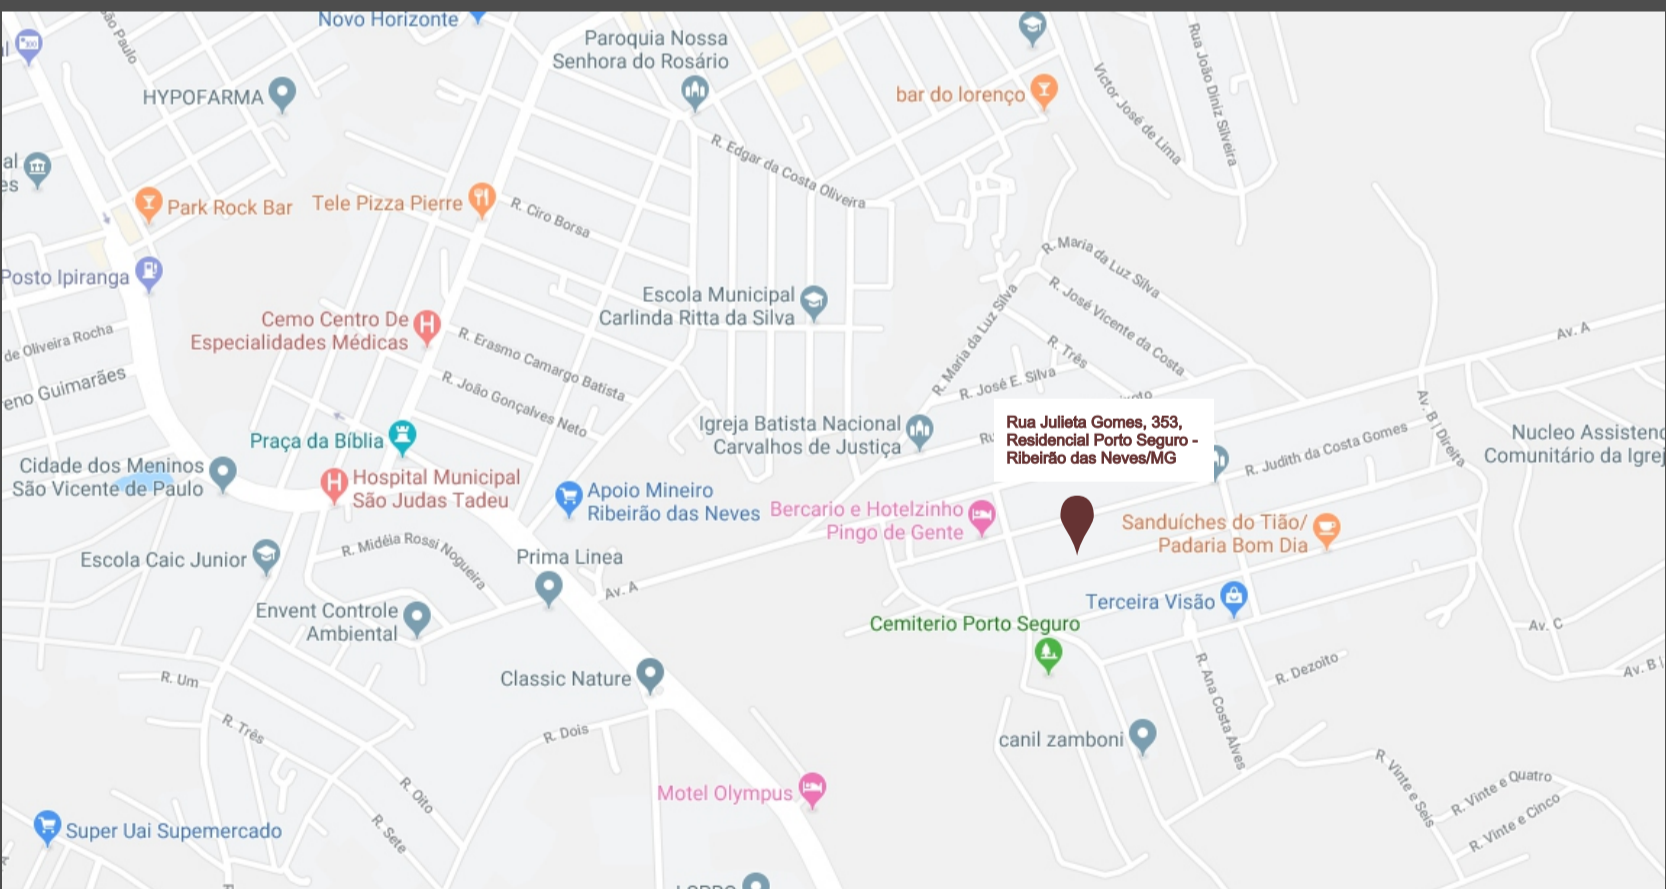 Novo Horizonte
Paroquia Nossa
Senhora do Rosário
HYPOFARMA
bar do lorenço
Victor José de Lima
Rua João Diniz Silveira
R. Edgar da Costa Oliveira
Park Rock Bar
Tele Pizza Pierre
R. Ciro Borsa
Posto Ipiranga
R. Maria da Luz Silva
R. José Vicente da Costa
Escola Municipal
Carlinda Ritta da Silva
R. Maria da Luz Silva
Cemo Centro De
Especialidades Médicas
de Oliveira Rocha
R. Erasmo Camargo Batista
R. Três
Av. A
eno Guimarães
R. João Gonçalves Neto
R. José E. Silva
Av. B | Direita
Rua Julieta Gomes, 353,
Residencial Porto Seguro -
Ribeirão das Neves/MG
Praça da Bíblia
Igreja Batista Nacional
Carvalhos de Justiça
R. Judith da Costa Gomes
Nucleo Assistenc
Comunitário da Igrej
Cidade dos Meninos
São Vicente de Paulo
Hospital Municipal
São Judas Tadeu
Apoio Mineiro
Ribeirão das Neves
Bercario e Hotelzinho
Pingo de Gente
Sanduíches do Tião/
Padaria Bom Dia
Escola Caic Junior
R. Midéia Rossi Nogueira
Prima Linea
Av. A
Envent Controle
Ambiental
Terceira Visão
Cemiterio Porto Seguro
Av. C
R. Um
Classic Nature
R. Ana Costa Alves
R. Dezoito
Av. B |
R. Três
R. Dois
canil zamboni
R. Oito
Motel Olympus
R. Vinte e Seis
R. Vinte e Quatro
R. Vinte e Cinco
Super Uai Supemercado
R. Sete